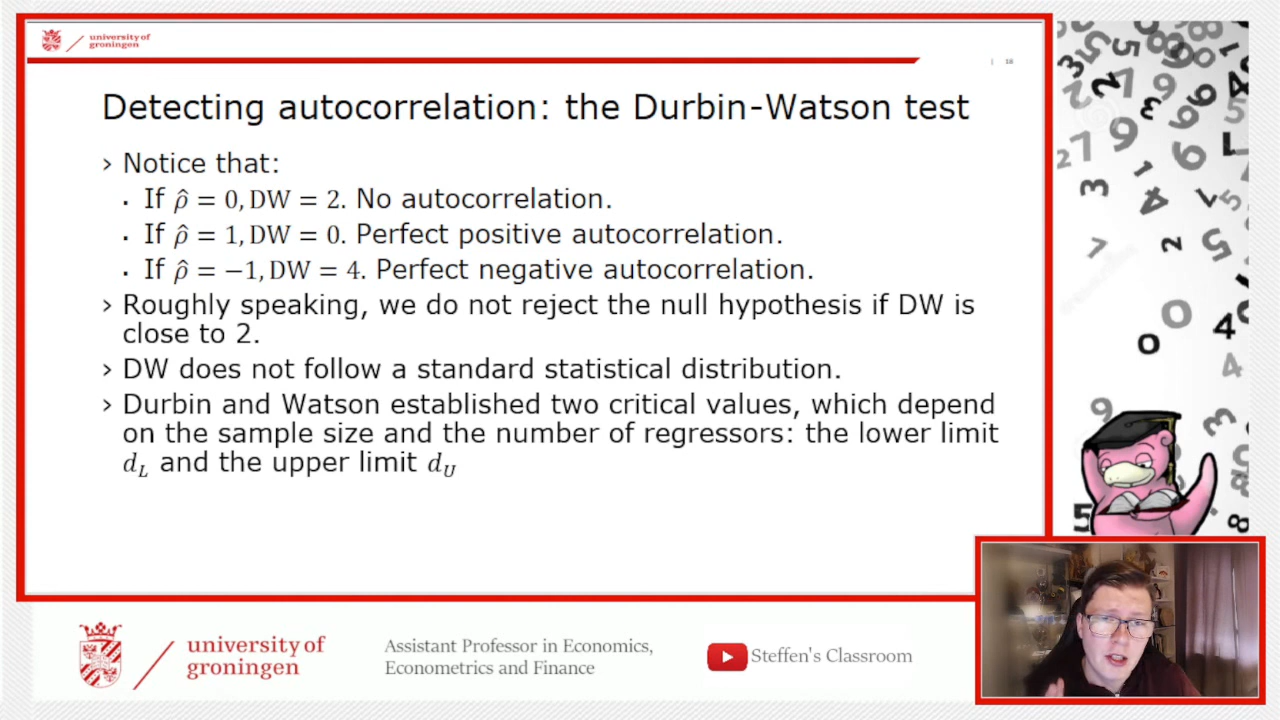 university of
groningen
| 18
Detecting autocorrelation: the Durbin-Watson test
› Notice that:
▪ If ρ̂ = 0, DW = 2. No autocorrelation.
▪ If ρ̂ = 1, DW = 0. Perfect positive autocorrelation.
▪ If ρ̂ = −1, DW = 4. Perfect negative autocorrelation.
› Roughly speaking, we do not reject the null hypothesis if DW is
close to 2.
› DW does not follow a standard statistical distribution.
› Durbin and Watson established two critical values, which depend
on the sample size and the number of regressors: the lower limit
d_L and the upper limit d_U
university of
groningen
Assistant Professor in Economics,
Econometrics and Finance
Steffen's Classroom